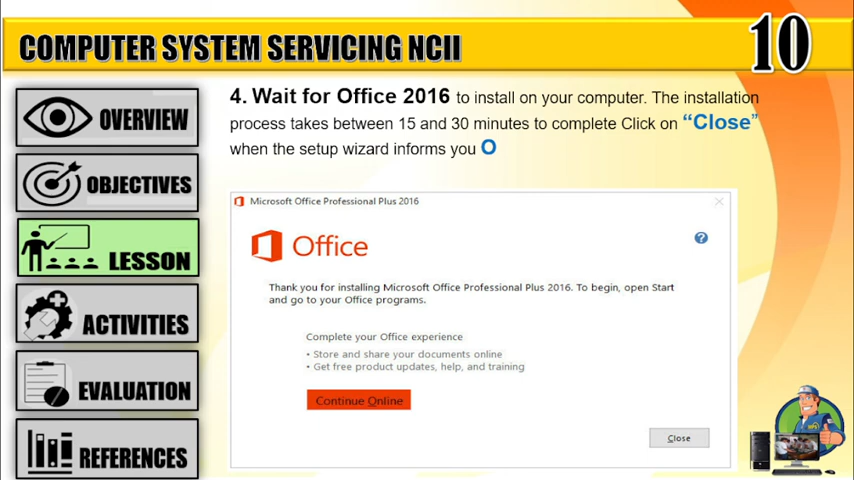 COMPUTER SYSTEM SERVICING NCII
10
OVERVIEW
OBJECTIVES
LESSON
ACTIVITIES
EVALUATION
REFERENCES
4. Wait for Office 2016 to install on your computer. The installation
process takes between 15 and 30 minutes to complete Click on “Close”
when the setup wizard informs you O
Microsoft Office Professional Plus 2016
Office
?
Thank you for installing Microsoft Office Professional Plus 2016. To begin, open Start
and go to your Office programs.
Complete your Office experience
• Store and share your documents online
• Get free product updates, help, and training
Continue Online
Close